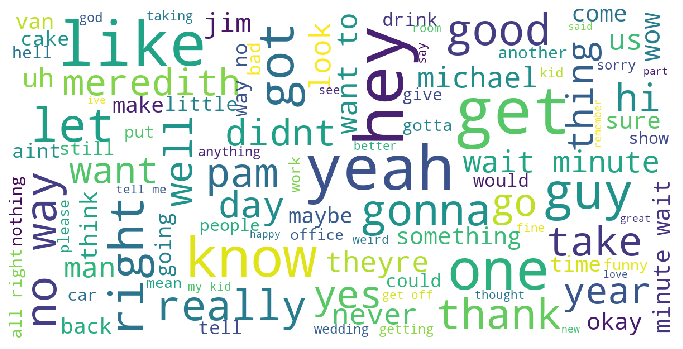 van
god
taking
jim
drink
room
said
come
cake
like
got
look
hey
good
another
us
wow
hell
uh
meredith
bad
way no
want to
michael
say
kid
sorry
part
ive
make
little
see
give
get
thing
hi
let
put
didnt
gotta
sure
show
aint
still
well
anything
better
remember
want
pam
work
yeah
wait minute
guy
no way
nothing
right
tell me
day
maybe
gonna
would
go
great
please
think
going
people
happy
office
weird
something
fine
take
minute wait
man
know
theyre
one
time
funny
all right
car
mean
my kid
yes
could
get off
thought
year
love
back
really
tell
wedding
never
getting
thank
new
okay